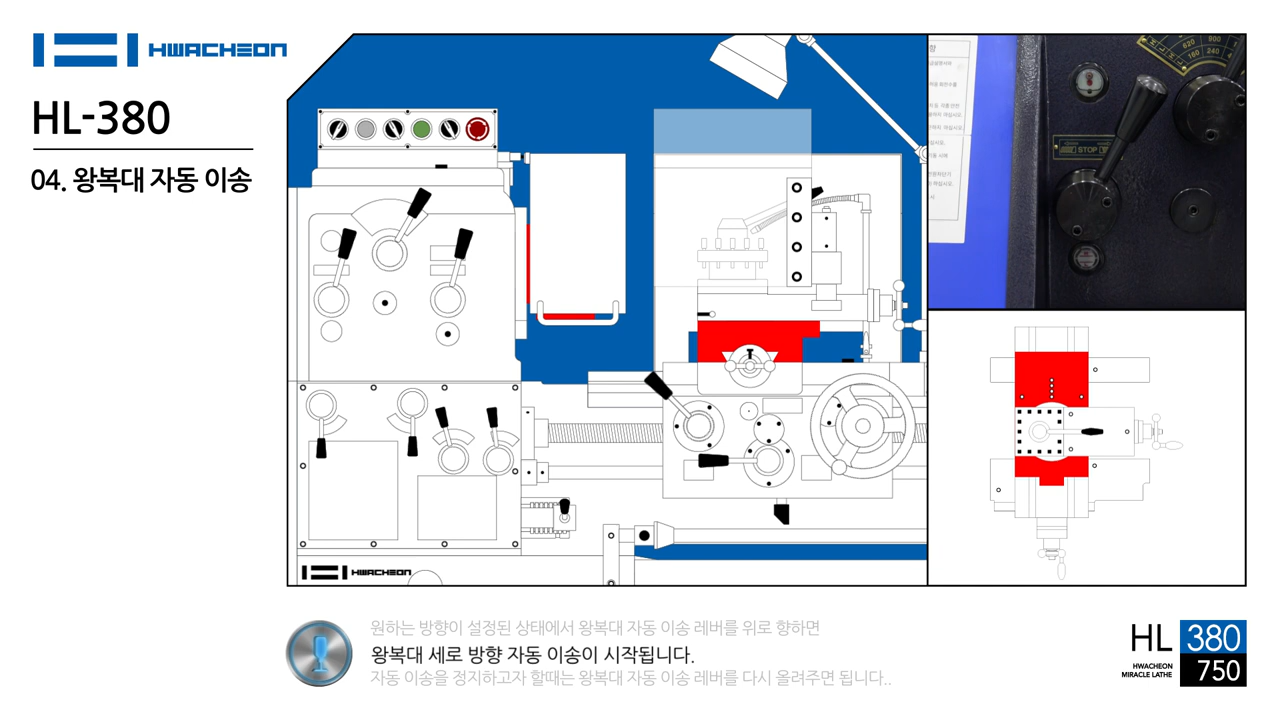 HWACHEON
HL-380
04. 왕복대 자동 이송
620
900
160
240
STOP
HWACHEON
원하는 방향이 설정된 상태에서 왕복대 자동 이송 레버를 위로 향하면
왕복대 세로 방향 자동 이송이 시작됩니다.
자동 이송을 정지하고자 할때는 왕복대 자동 이송 레버를 다시 올려주면 됩니다..
HL 380
HWACHEON
MIRACLE LATHE
750